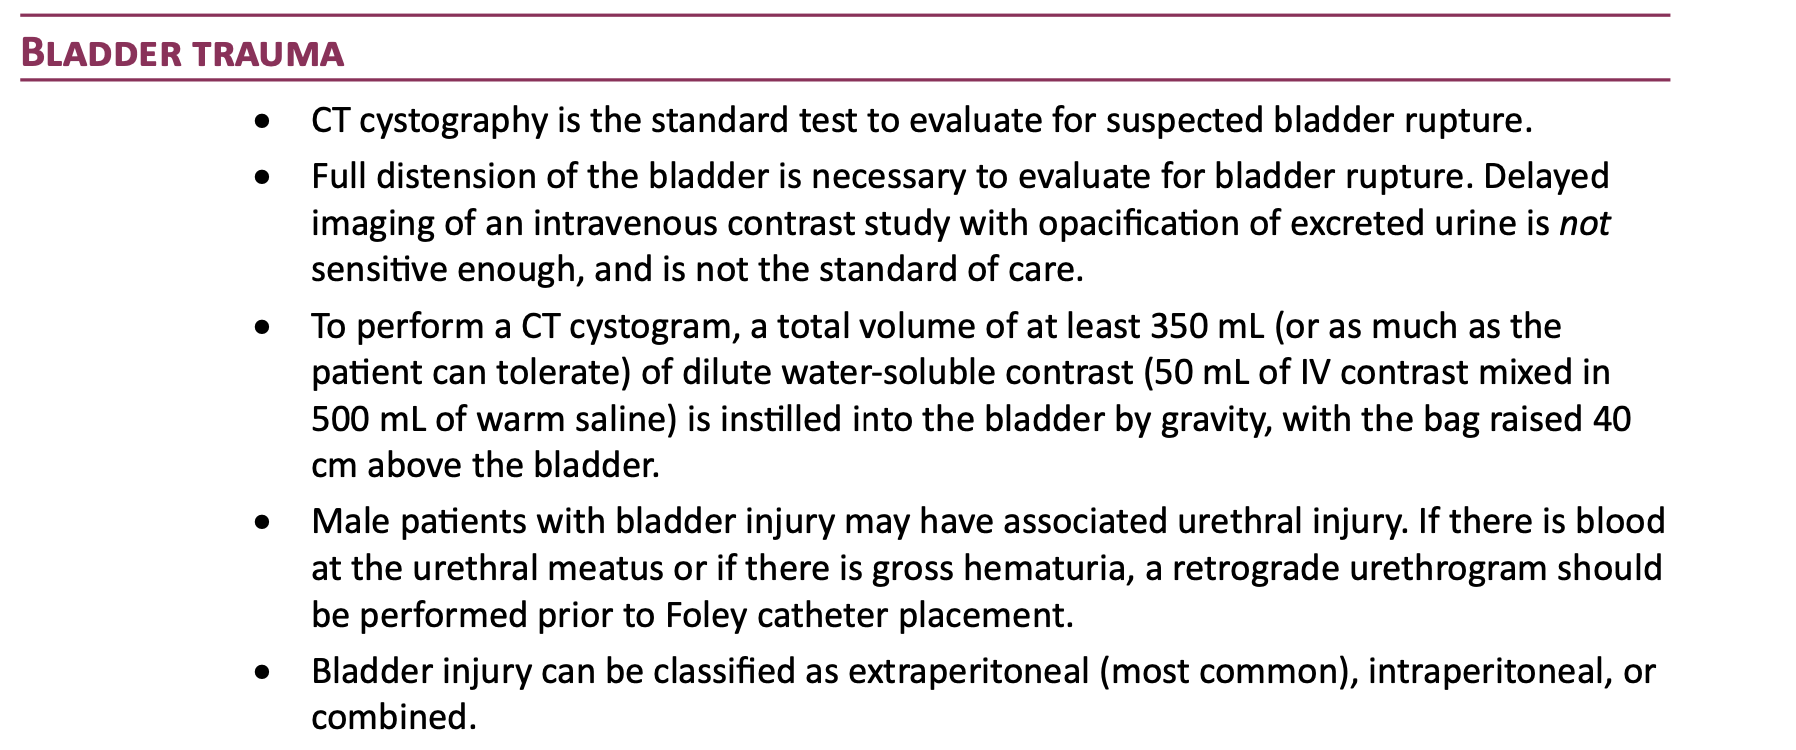 BLADDER TRAUMA
• CT cystography is the standard test to evaluate for suspected bladder rupture.
• Full distension of the bladder is necessary to evaluate for bladder rupture. Delayed
imaging of an intravenous contrast study with opacification of excreted urine is not
sensitive enough, and is not the standard of care.
• To perform a CT cystogram, a total volume of at least 350 mL (or as much as the
patient can tolerate) of dilute water-soluble contrast (50 mL of IV contrast mixed in
500 mL of warm saline) is instilled into the bladder by gravity, with the bag raised 40
cm above the bladder.
• Male patients with bladder injury may have associated urethral injury. If there is blood
at the urethral meatus or if there is gross hematuria, a retrograde urethrogram should
be performed prior to Foley catheter placement.
• Bladder injury can be classified as extraperitoneal (most common), intraperitoneal, or
combined.